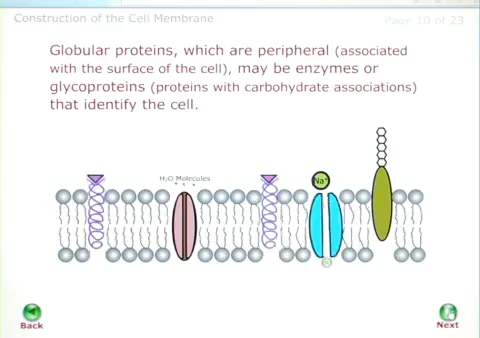 Construction of the Cell Membrane
Page 10 of 23
Globular proteins, which are peripheral (associated
with the surface of the cell), may be enzymes or
glycoproteins (proteins with carbohydrate associations)
that identify the cell.
H₂O Molecules
Na⁺
Back
Next